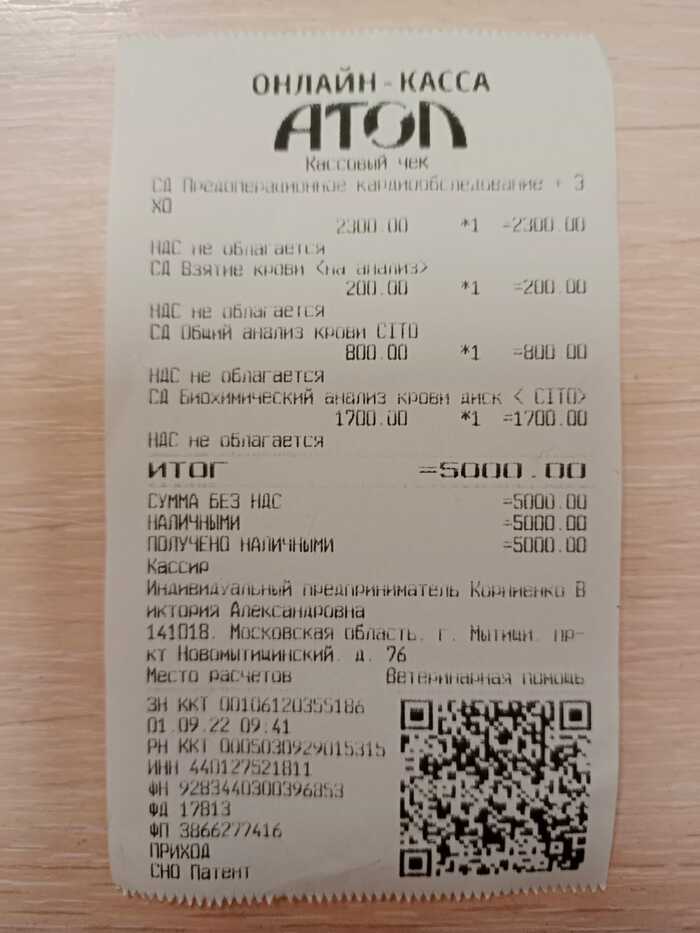 ОНЛАЙН-КАССА
АТОЛ
Кассовый чек
СД Предоперационное кардиообследование + Э
ХО
2300.00 *1 =2300.00
НДС не облагается
СД Взятие крови <на анализ>
200.00 *1 =200.00
НДС не облагается
СД Общий анализ крови CITO
800.00 *1 =800.00
НДС не облагается
СД Биохимический анализ крови диск < CITO>
1700.00 *1 =1700.00
НДС не облагается
ИТОГ =5000.00
СУММА БЕЗ НДС =5000.00
НАЛИЧНЫМИ =5000.00
ПОЛУЧЕНО НАЛИЧНЫМИ =5000.00
Кассир
Индивидуальный предприниматель Корниенко В
иктория Александровна
141018, Московская область, г. Мытищи, пр-
кт Новомытищинский, д. 76
Место расчетов Ветеринарная помощь
ЗН ККТ 00106120355186
01.09.22 09:41
РН ККТ 0005030929015315
ИНН 440127521811
ФН 9283440300396853
ФД 17813
ФП 3866277416
ПРИХОД
СНО Патент